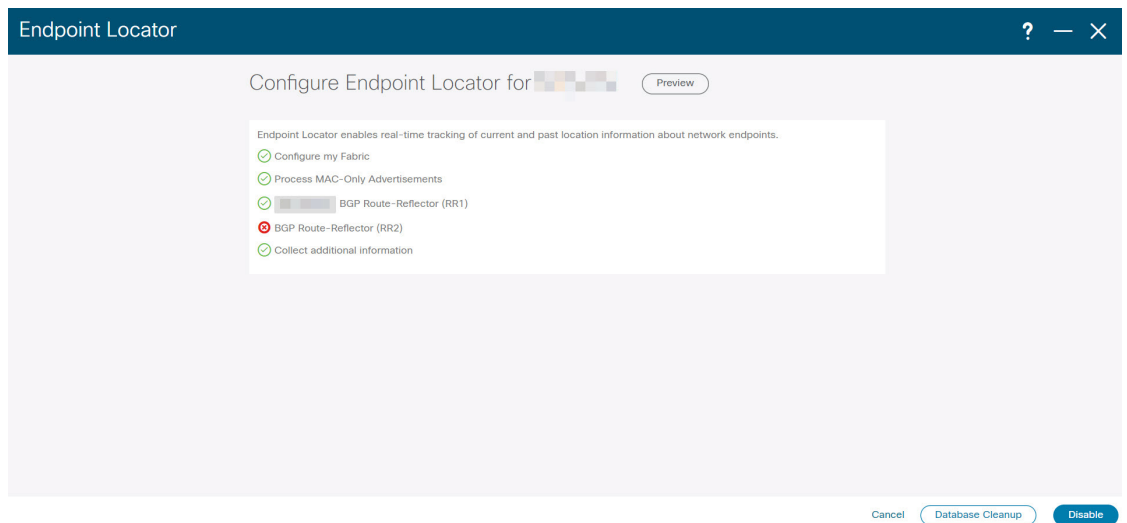 Endpoint Locator
?
Configure Endpoint Locator for
Preview
Endpoint Locator enables real-time tracking of current and past location information about network endpoints.
Configure my Fabric
Process MAC-Only Advertisements
BGP Route-Reflector (RR1)
BGP Route-Reflector (RR2)
Collect additional information
Cancel
Database Cleanup
Disable